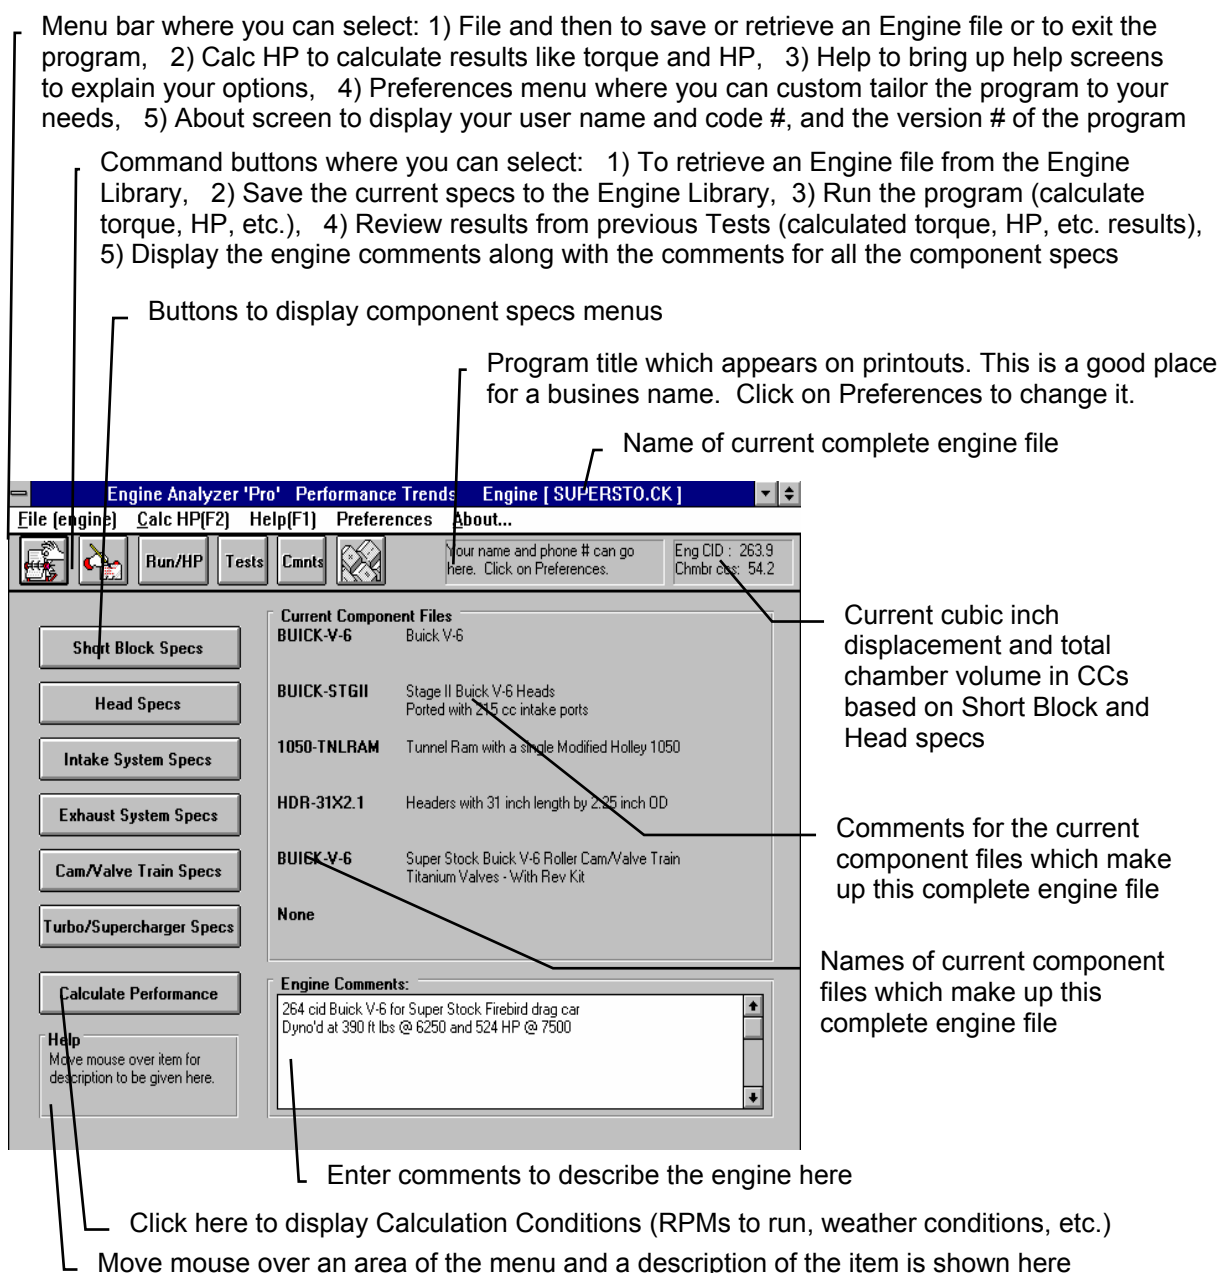 Menu bar where you can select: 1) File and then to save or retrieve an Engine file or to exit the
program, 2) Calc HP to calculate results like torque and HP, 3) Help to bring up help screens
to explain your options, 4) Preferences menu where you can custom tailor the program to your
needs, 5) About screen to display your user name and code #, and the version # of the program
Command buttons where you can select: 1) To retrieve an Engine file from the Engine
Library, 2) Save the current specs to the Engine Library, 3) Run the program (calculate
torque, HP, etc.), 4) Review results from previous Tests (calculated torque, HP, etc. results),
5) Display the engine comments along with the comments for all the component specs
Buttons to display component specs menus
Program title which appears on printouts. This is a good place
for a busines name. Click on Preferences to change it.
Name of current complete engine file
Engine Analyzer 'Pro' Performance Trends Engine [ SUPERSTO.CK ]
File (engine) Calc HP(F2) Help(F1) Preferences About...
Run/HP Tests Cmnts
Your name and phone # can go
here. Click on Preferences.
Eng CID : 263.9
Chmbr ccs: 54.2
Current cubic inch
displacement and total
chamber volume in CCs
based on Short Block and
Head specs
Short Block Specs
Head Specs
Intake System Specs
Exhaust System Specs
Cam/Valve Train Specs
Turbo/Supercharger Specs
Calculate Performance
Current Component Files
BUICK-V-6 Buick V-6
BUICK-STGII Stage II Buick V-6 Heads
Ported with 215 cc intake ports
1050-TNLRAM Tunnel Ram with a single Modified Holley 1050
HDR-31X2.1 Headers with 31 inch length by 2.25 inch OD
BUICK-V-6 Super Stock Buick V-6 Roller Cam/Valve Train
Titanium Valves - With Rev Kit
None
Comments for the current
component files which make
up this complete engine file
Names of current component
files which make up this
complete engine file
Engine Comments:
264 cid Buick V-6 for Super Stock Firebird drag car
Dyno'd at 390 ft lbs @ 6250 and 524 HP @ 7500
Help
Move mouse over item for
description to be given here.
Enter comments to describe the engine here
Click here to display Calculation Conditions (RPMs to run, weather conditions, etc.)
Move mouse over an area of the menu and a description of the item is shown here